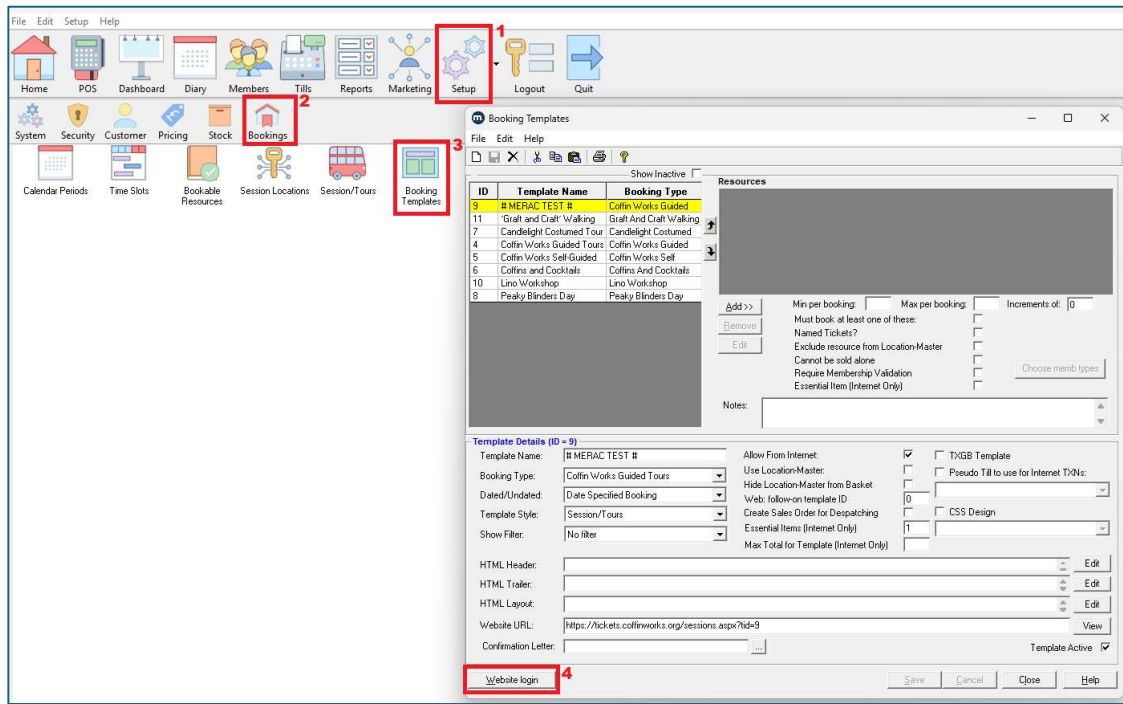 File Edit Setup Help
1
Home POS Dashboard Diary Members Tills Reports Marketing Setup Logout Quit
2
System Security Customer Pricing Stock Bookings
3
Calendar Periods Time Slots Bookable Resources Session Locations Session/Tours Booking Templates
Booking Templates
File Edit Help
Show Inactive
Resources
ID Template Name Booking Type
9 # MERAC TEST # Coffin Works Guided
11 'Graft and Craft' Walking Graft And Craft Walking
7 Candlelight Costumed Tour Candlelight Costumed
4 Coffin Works Guided Tours Coffin Works Guided
5 Coffin Works Self-Guided Coffin Works Self
6 Coffins and Cocktails Coffins And Cocktails
10 Lino Workshop Lino Workshop
8 Peaky Blinders Day Peaky Blinders Day
Add >> Min per booking: Max per booking: Increments of: 0
Must book at least one of these:
Remove Named Tickets?
Edit Exclude resource from Location-Master
Cannot be sold alone
Require Membership Validation Choose memb types
Essential Item (Internet Only)
Notes:
Template Details (ID = 9)
Template Name: # MERAC TEST # Allow From Internet: TXGB Template
Booking Type: Coffin Works Guided Tours Use Location-Master: Pseudo Till to use for Internet TXNs:
Hide Location-Master from Basket
Dated/Undated: Date Specified Booking Web: follow-on template ID 0
Template Style: Session/Tours Create Sales Order for Despatching CSS Design
Show Filter: No filter Essential Items (Internet Only) 1
Max Total for Template (Internet Only)
HTML Header: Edit
HTML Trailer: Edit
HTML Layout: Edit
Website URL: https://tickets.coffinworks.org/sessions.aspx?tid=9 View
Confirmation Letter: ... Template Active
Website login 4 Save Cancel Close Help